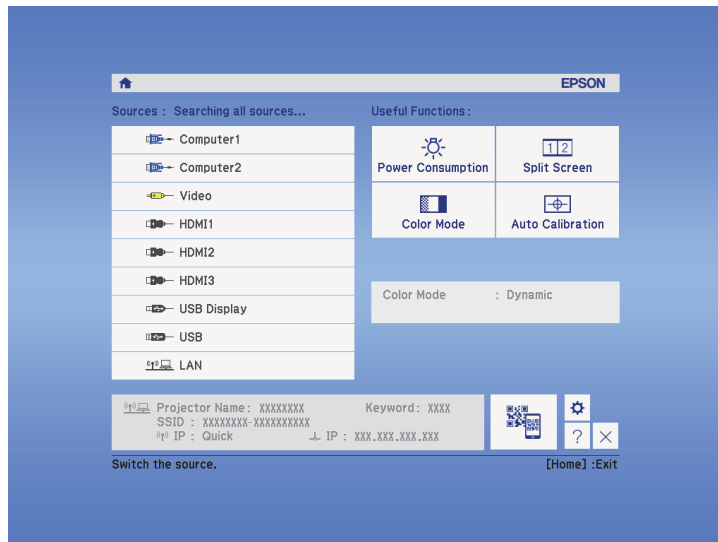 EPSON
Sources : Searching all sources...
Useful Functions :
Computer1
Computer2
Video
HDMI1
HDMI2
HDMI3
USB Display
USB
LAN
Power Consumption
1 2
Split Screen
Color Mode
Auto Calibration
Color Mode : Dynamic
Projector Name : XXXXXXXX Keyword : XXXX
SSID : XXXXXXXX-XXXXXXXXXX
IP : Quick IP : XXX.XXX.XXX.XXX
?
Switch the source. [Home] :Exit